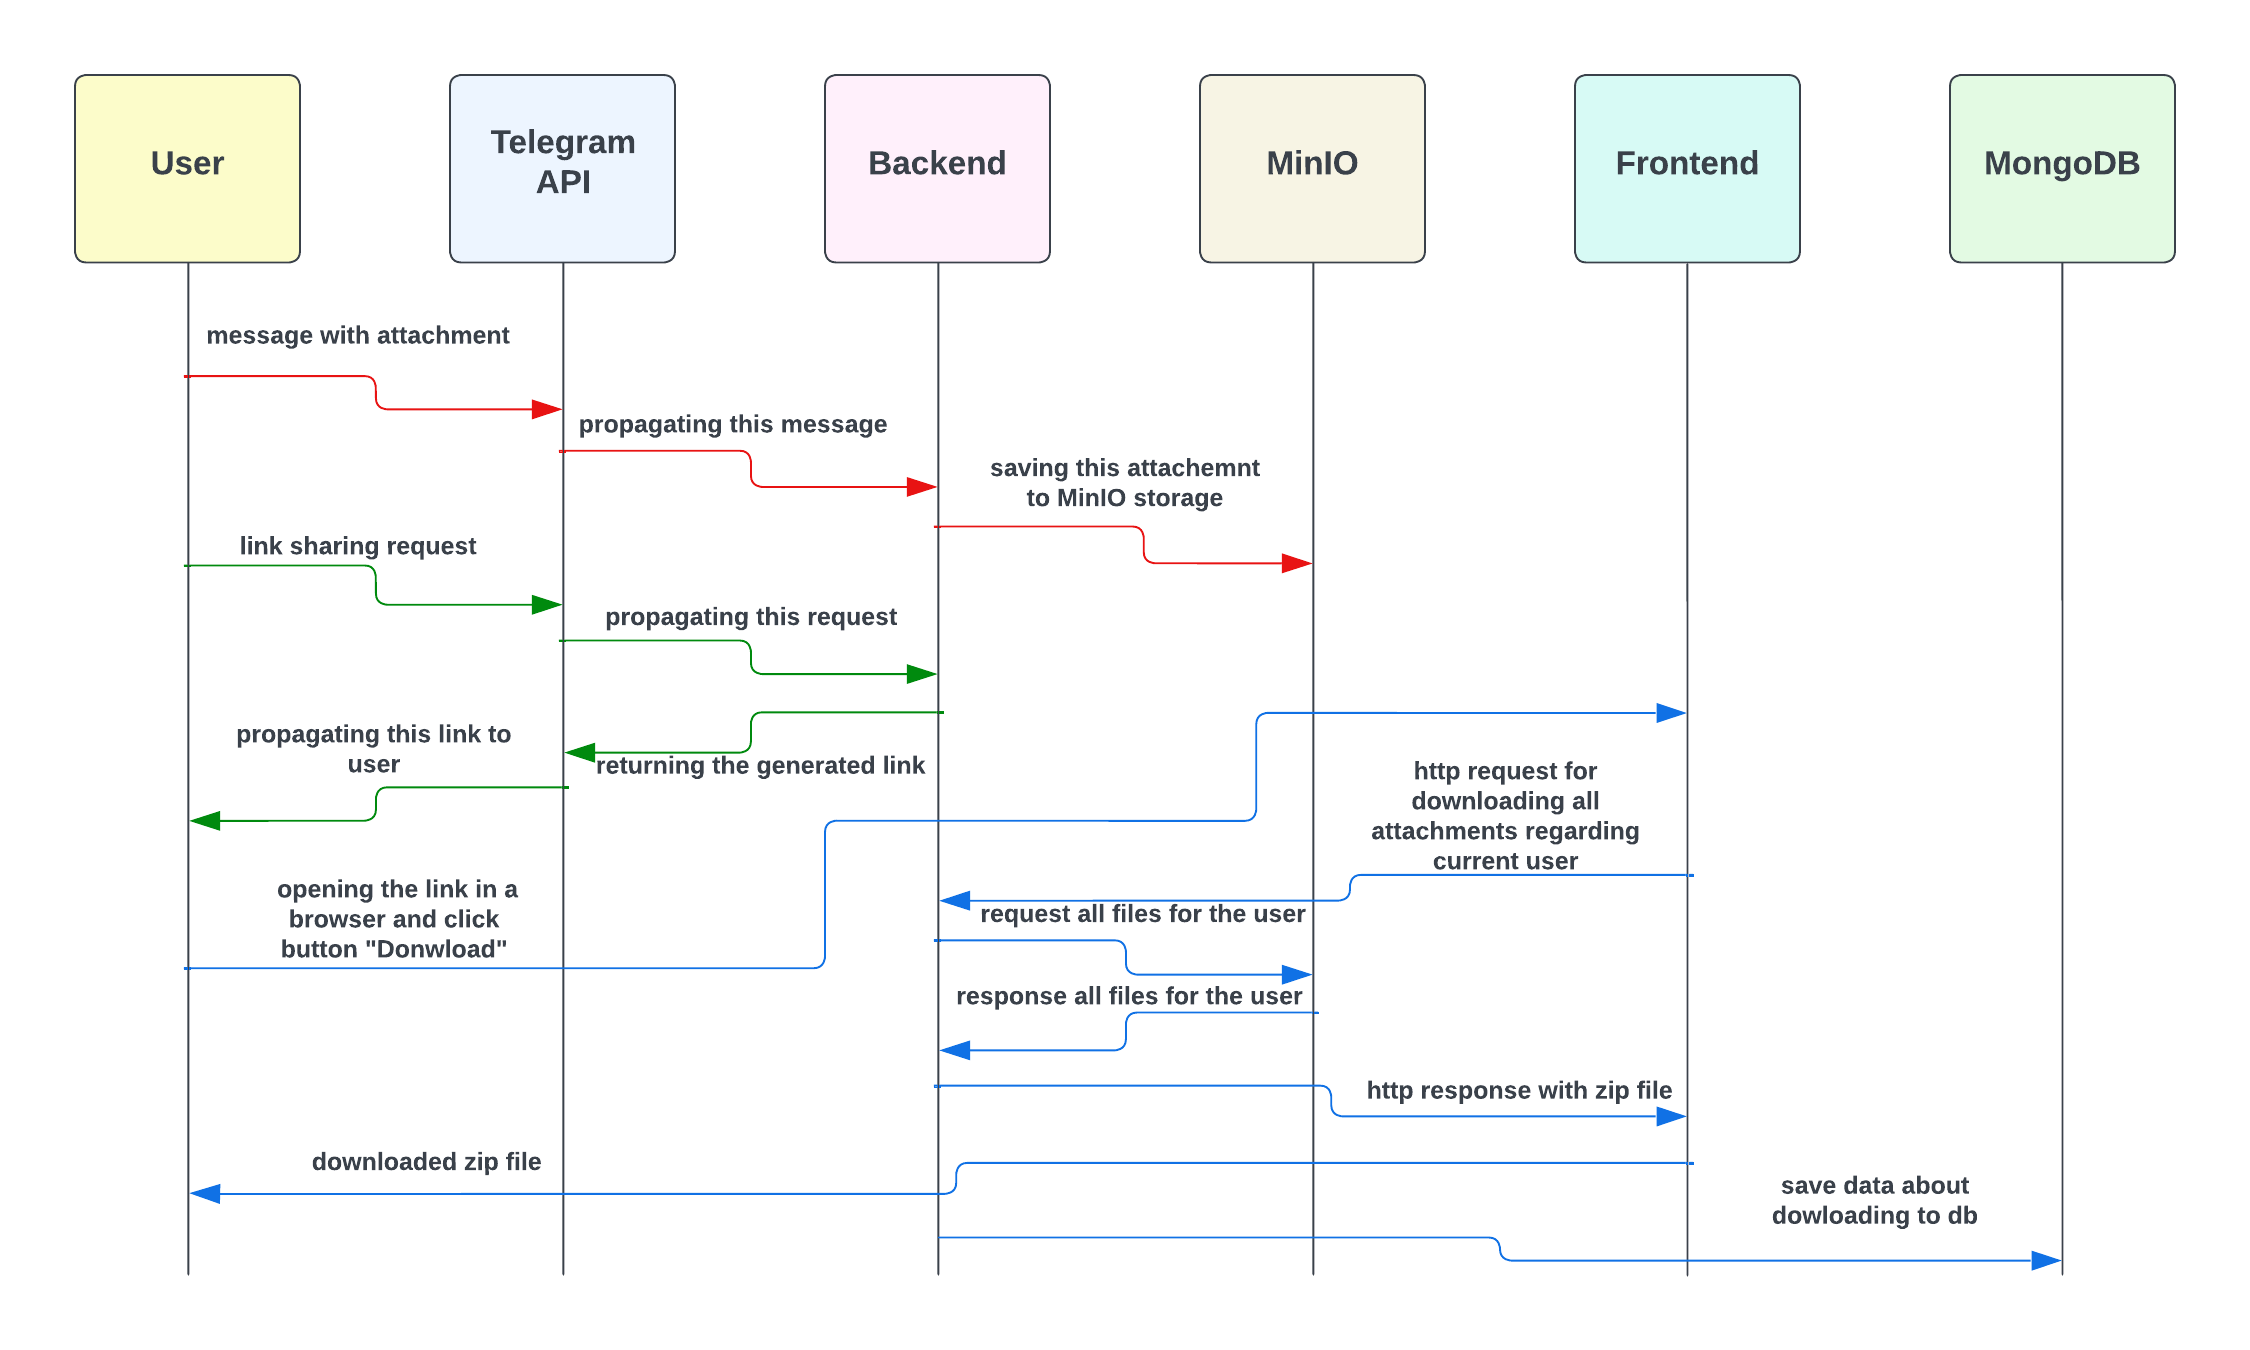 User
Telegram
API
Backend
MinIO
Frontend
MongoDB
message with attachment
propagating this message
saving this attachemnt
to MinIO storage
link sharing request
propagating this request
propagating this link to
user
returning the generated link
http request for
downloading all
attachments regarding
current user
opening the link in a
browser and click
button "Donwload"
request all files for the user
response all files for the user
http response with zip file
downloaded zip file
save data about
dowloading to db